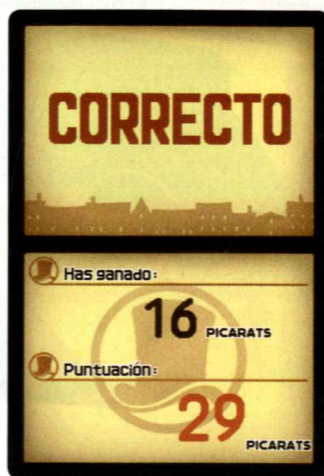 CORRECTO
Has ganado:
16 PICARATS
Puntuación:
29 PICARATS